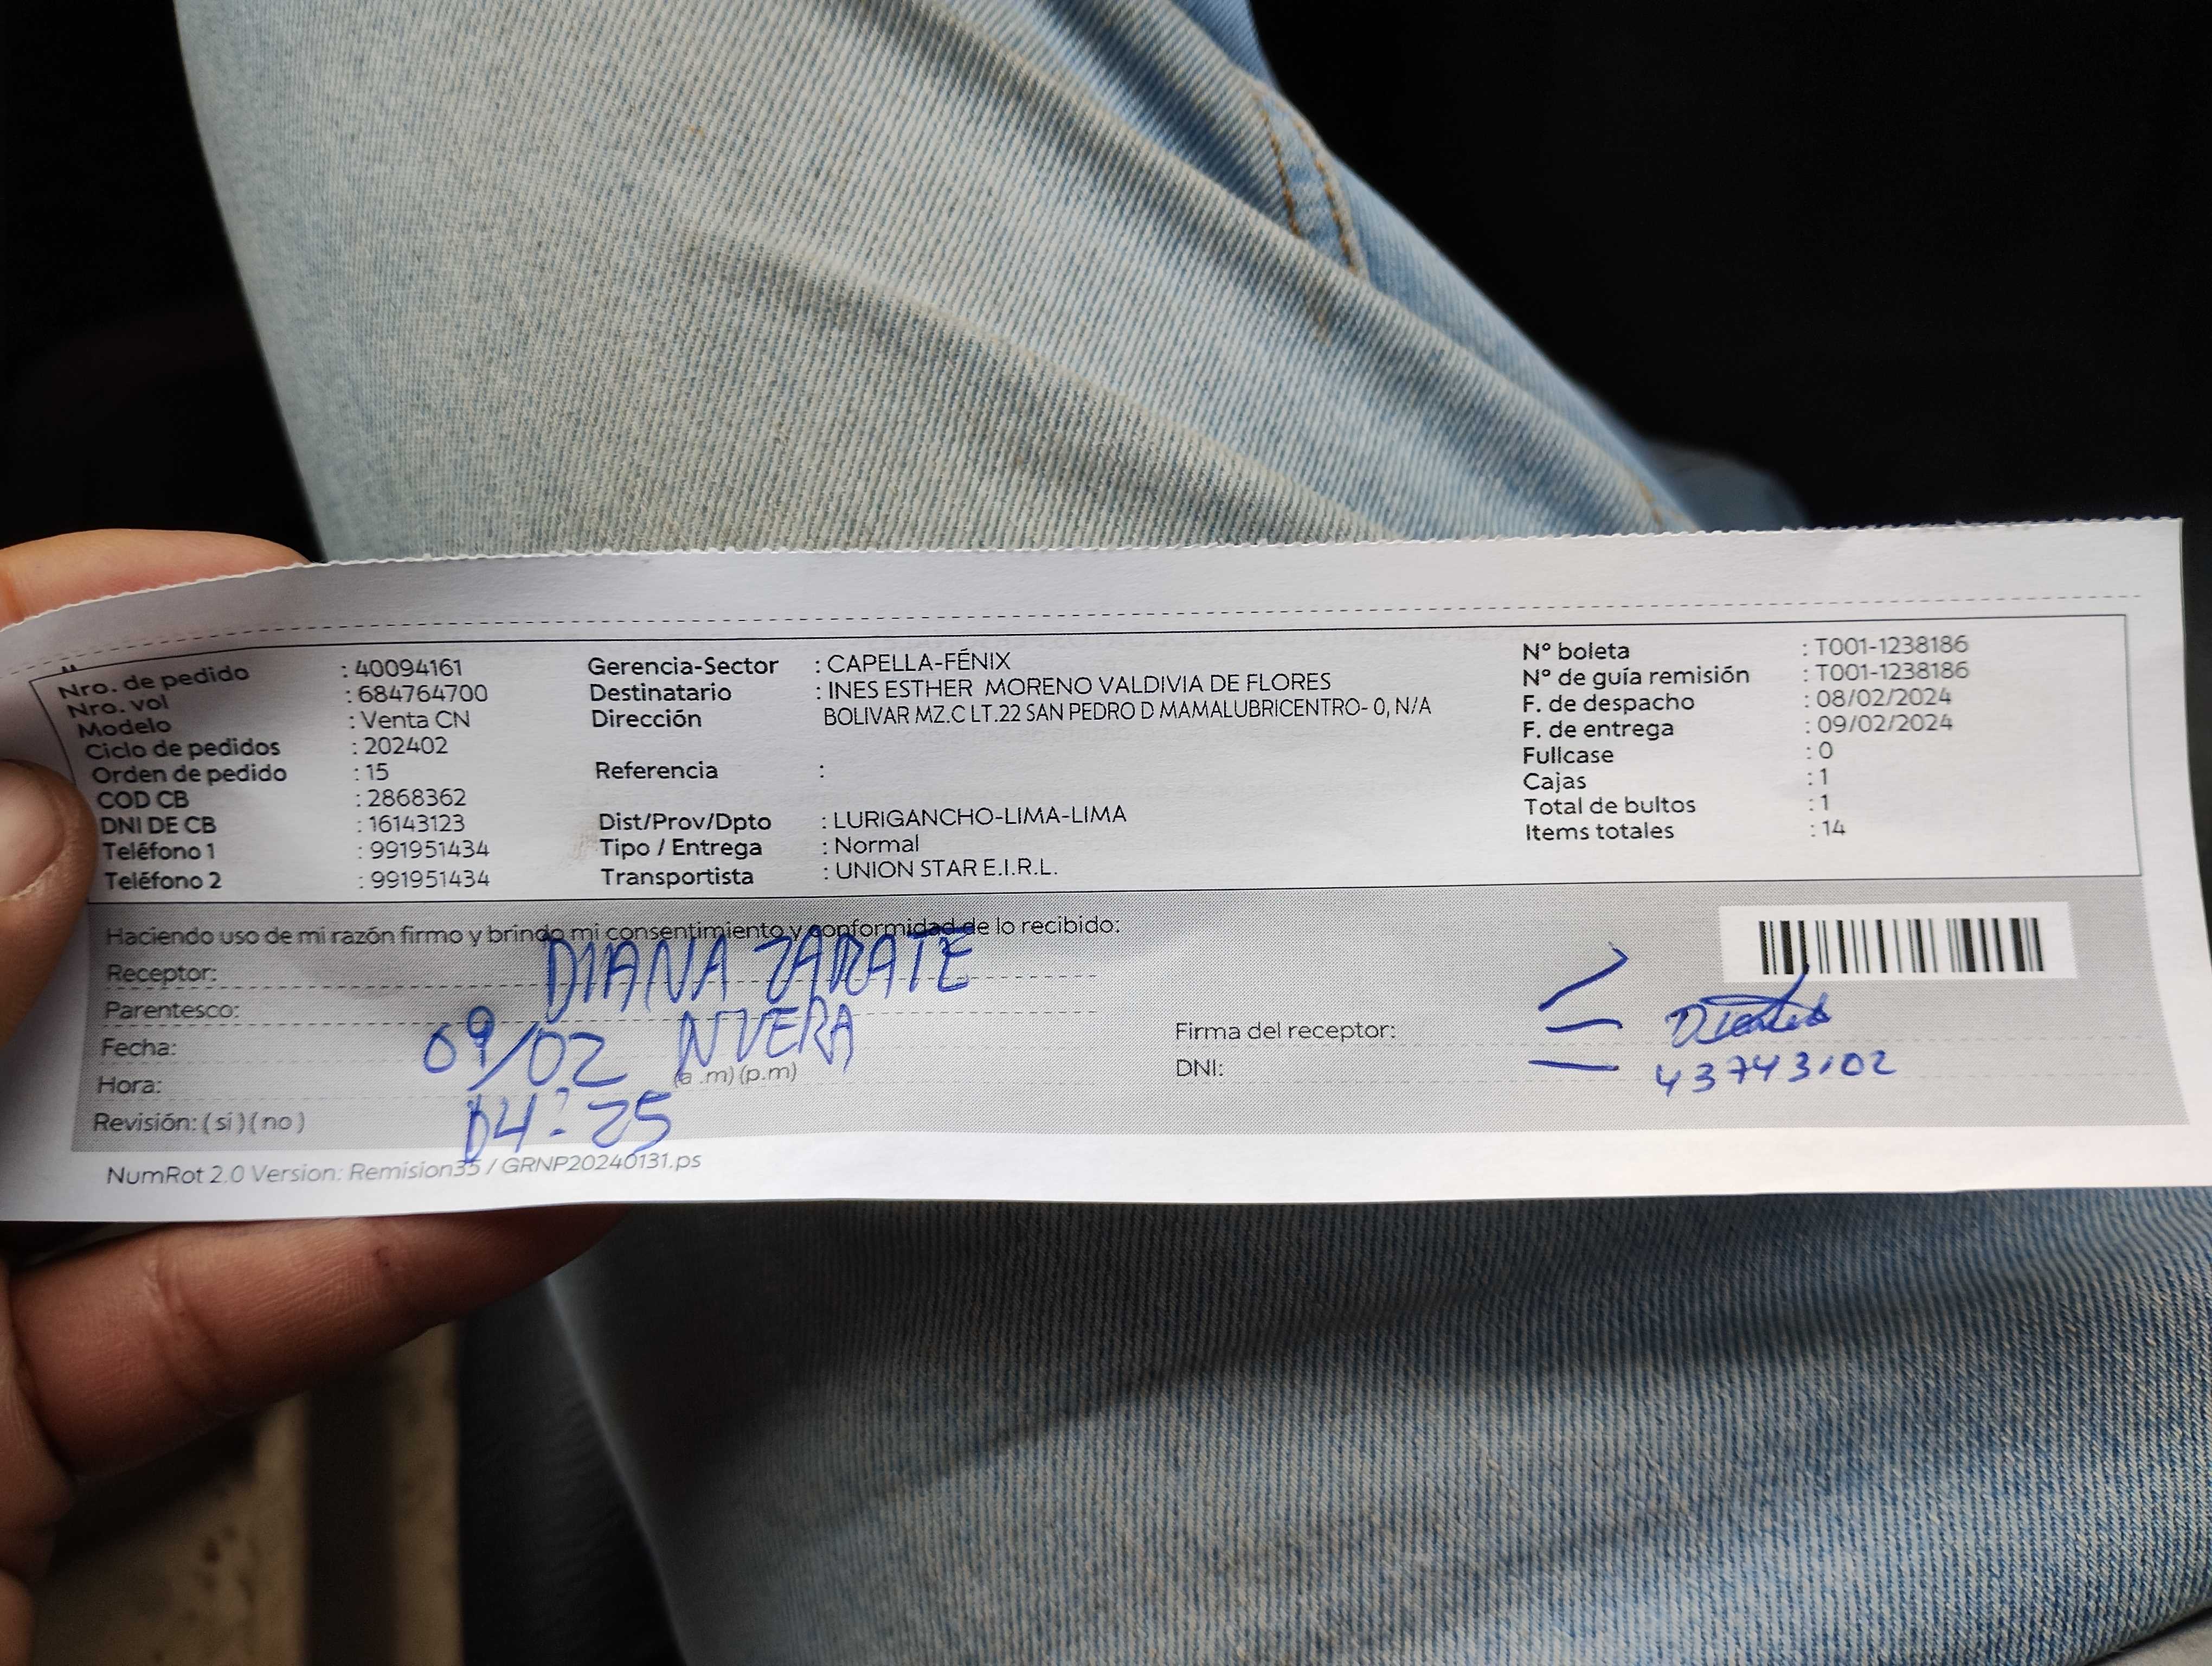 Nro. de pedido : 40094161
Nro. vol : 684764700
Modelo : Venta CN
Ciclo de pedidos : 202402
Orden de pedido : 15
COD CB : 2868362
DNI DE CB : 16143123
Teléfono 1 : 991951434
Teléfono 2 : 991951434
Gerencia-Sector : CAPELLA-FÉNIX
Destinatario : INES ESTHER MORENO VALDIVIA DE FLORES
Dirección BOLIVAR MZ.C LT.22 SAN PEDRO D MAMALUBRICENTRO- 0, N/A
Referencia :
Dist/Prov/Dpto : LURIGANCHO-LIMA-LIMA
Tipo / Entrega : Normal
Transportista : UNION STAR E.I.R.L.
N° boleta : T001-1238186
N° de guía remisión : T001-1238186
F. de despacho : 08/02/2024
F. de entrega : 09/02/2024
Fullcase : 0
Cajas : 1
Total de bultos : 1
Items totales : 14
Haciendo uso de mi razón firmo y brindo mi consentimiento y conformidad de lo recibido:
Receptor: DIANA ZARATE
Parentesco: NUERA
Fecha: 09/02
Hora: 04:25 (a .m) (p.m)
Revisión: ( si ) ( no )
Firma del receptor:
DNI:
NumRot 2.0 Version: Remision35 / GRNP20240131.ps